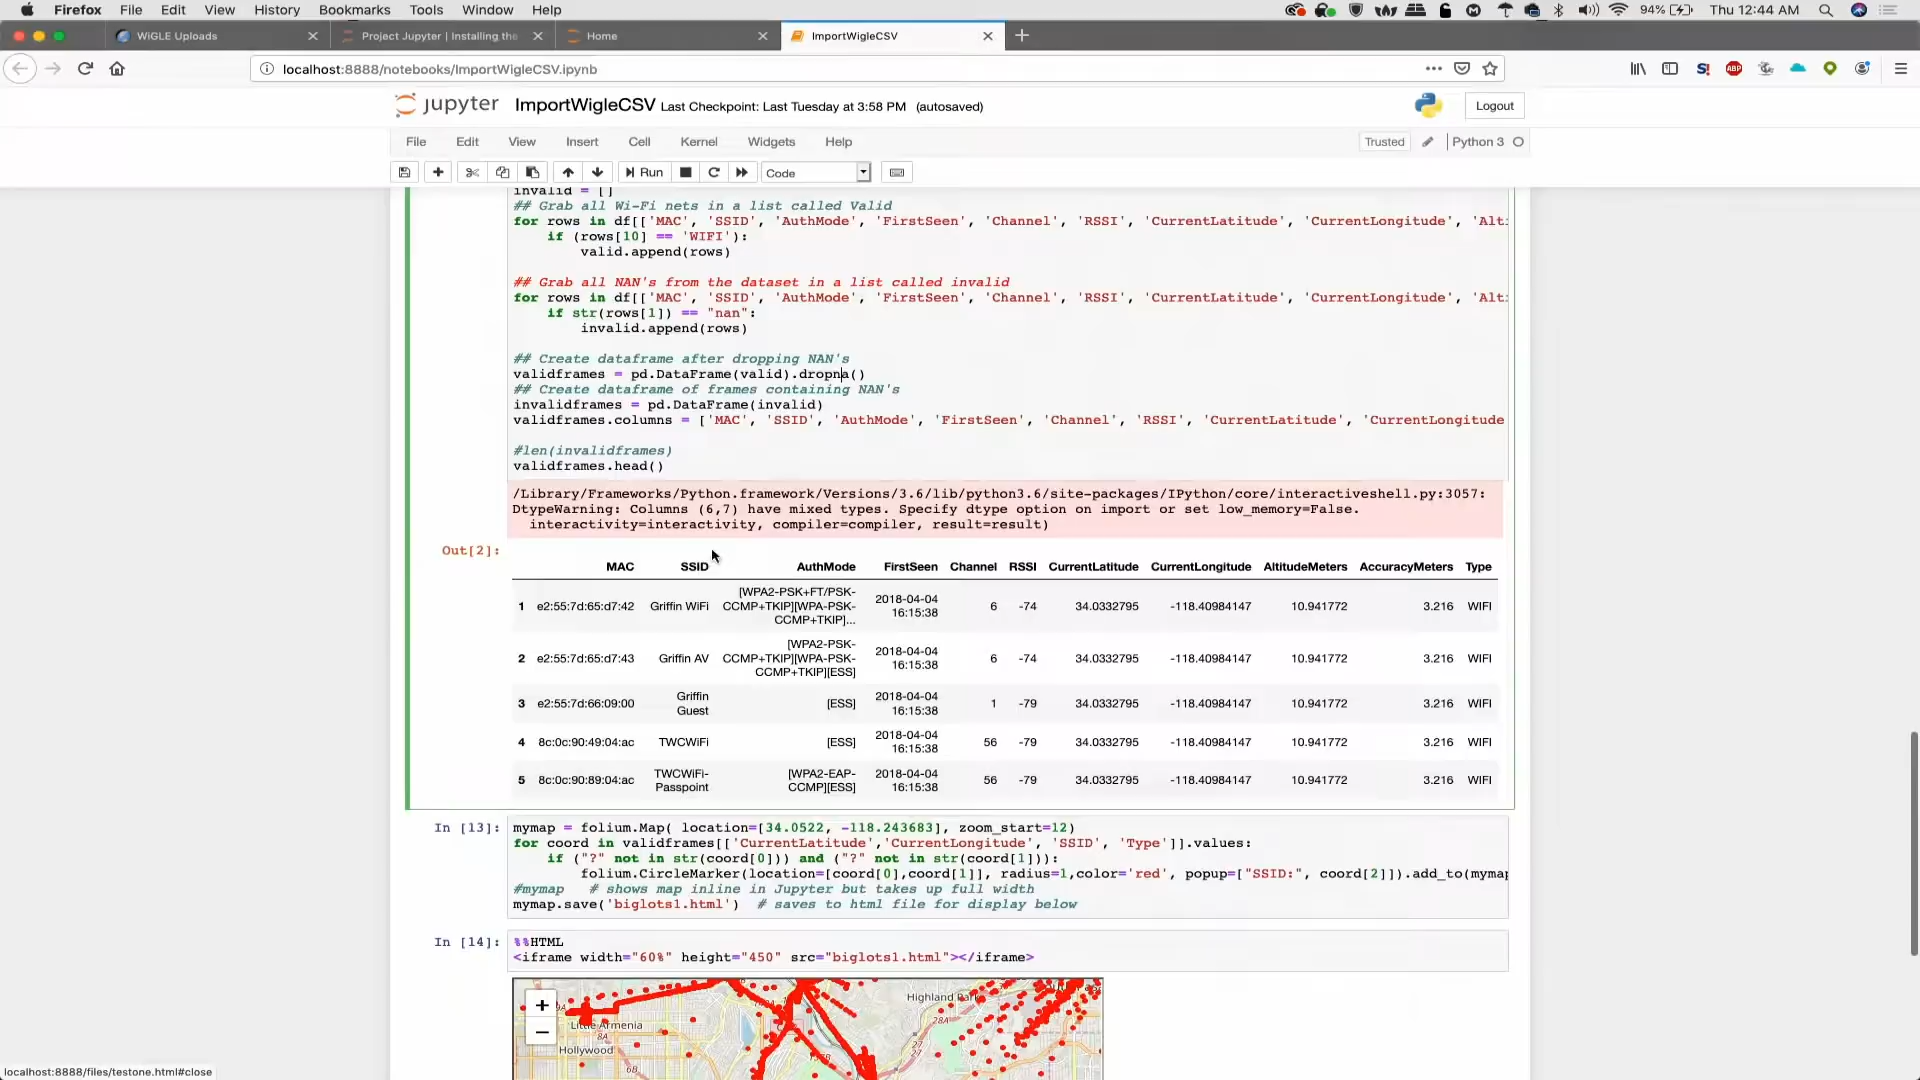 Firefox File Edit View History Bookmarks Tools Window Help 94% Thu 12:44 AM
WiGLE Uploads Project Jupyter | Installing the Home ImportWigleCSV
localhost:8888/notebooks/ImportWigleCSV.ipynb S! ABP
jupyter ImportWigleCSV Last Checkpoint: Last Tuesday at 3:58 PM (autosaved) Logout
File Edit View Insert Cell Kernel Widgets Help Trusted Python 3
Run Code
invalid = []
## Grab all Wi-Fi nets in a list called Valid
for rows in df[['MAC', 'SSID', 'AuthMode', 'FirstSeen', 'Channel', 'RSSI', 'CurrentLatitude', 'CurrentLongitude', 'Alt
if (rows[10] == 'WIFI'):
valid.append(rows)
## Grab all NAN's from the dataset in a list called invalid
for rows in df[['MAC', 'SSID', 'AuthMode', 'FirstSeen', 'Channel', 'RSSI', 'CurrentLatitude', 'CurrentLongitude', 'Alt
if str(rows[1]) == "nan":
invalid.append(rows)
## Create dataframe after dropping NAN's
validframes = pd.DataFrame(valid).dropna()
## Create dataframe of frames containing NAN's
invalidframes = pd.DataFrame(invalid)
validframes.columns = ['MAC', 'SSID', 'AuthMode', 'FirstSeen', 'Channel', 'RSSI', 'CurrentLatitude', 'CurrentLongitude
#len(invalidframes)
validframes.head()
/Library/Frameworks/Python.framework/Versions/3.6/lib/python3.6/site-packages/IPython/core/interactiveshell.py:3057:
DtypeWarning: Columns (6,7) have mixed types. Specify dtype option on import or set low_memory=False.
interactivity=interactivity, compiler=compiler, result=result)
Out[2]:
MAC SSID AuthMode FirstSeen Channel RSSI CurrentLatitude CurrentLongitude AltitudeMeters AccuracyMeters Type
1 e2:55:7d:65:d7:42 Griffin WiFi [WPA2-PSK+FT/PSK-CCMP+TKIP][WPA-PSK-CCMP+TKIP]... 2018-04-04 16:15:38 6 -74 34.0332795 -118.40984147 10.941772 3.216 WIFI
2 e2:55:7d:65:d7:43 Griffin AV [WPA2-PSK-CCMP+TKIP][WPA-PSK-CCMP+TKIP][ESS] 2018-04-04 16:15:38 6 -74 34.0332795 -118.40984147 10.941772 3.216 WIFI
3 e2:55:7d:66:09:00 Griffin Guest [ESS] 2018-04-04 16:15:38 1 -79 34.0332795 -118.40984147 10.941772 3.216 WIFI
4 8c:0c:90:49:04:ac TWCWiFi [ESS] 2018-04-04 16:15:38 56 -79 34.0332795 -118.40984147 10.941772 3.216 WIFI
5 8c:0c:90:89:04:ac TWCWiFi-Passpoint [WPA2-EAP-CCMP][ESS] 2018-04-04 16:15:38 56 -79 34.0332795 -118.40984147 10.941772 3.216 WIFI
In [13]: mymap = folium.Map( location=[34.0522, -118.243683], zoom_start=12)
for coord in validframes[['CurrentLatitude','CurrentLongitude', 'SSID', 'Type']].values:
if ("?" not in str(coord[0])) and ("?" not in str(coord[1])):
folium.CircleMarker(location=[coord[0],coord[1]], radius=1,color='red', popup=["SSID:", coord[2]]).add_to(mymap
#mymap # shows map inline in Jupyter but takes up full width
mymap.save('biglots1.html') # saves to html file for display below
In [14]: %%HTML
<iframe width="60%" height="450" src="biglots1.html"></iframe>
+
−
Highland Park
Little Armenia
8A
28A
27
27
Hollywood
6B
localhost:8888/files/testone.html#close